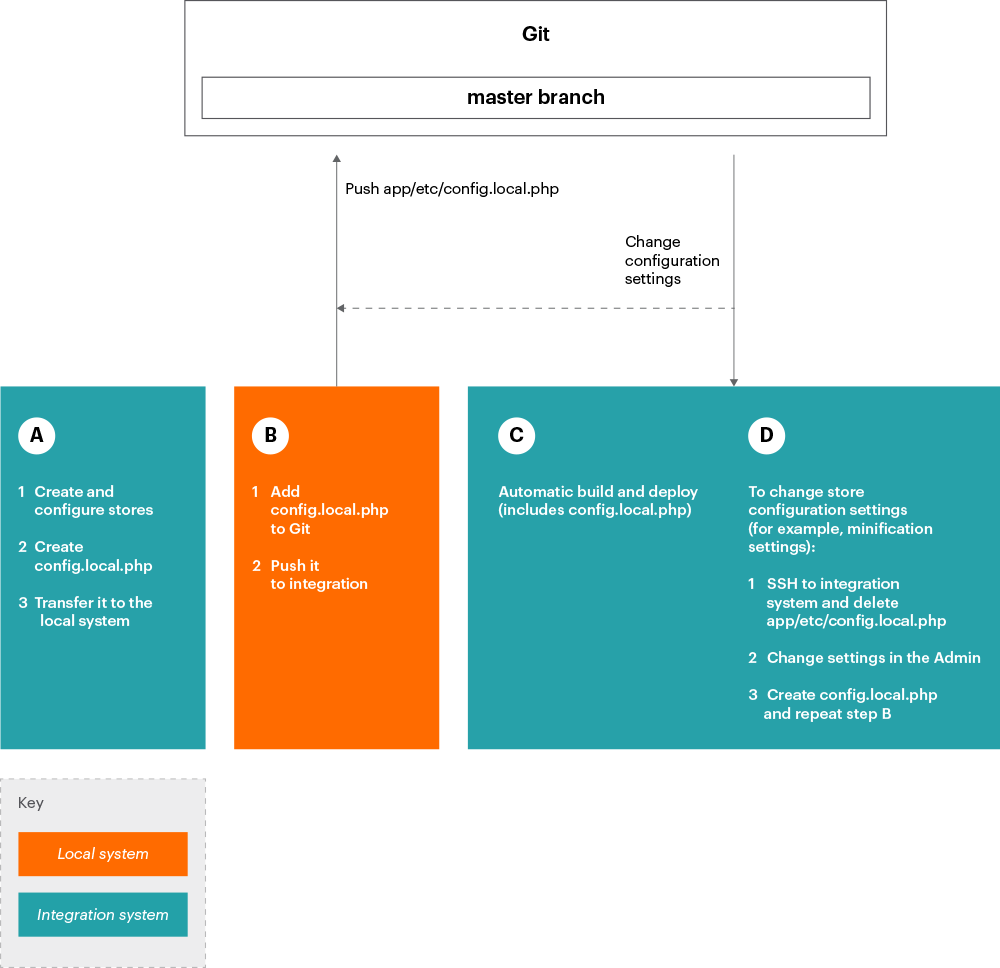 Git
master branch
Push app/etc/config.local.php
Change
configuration
settings
A
1 Create and
configure stores
2 Create
config.local.php
3 Transfer it to the
local system
B
1 Add
config.local.php
to Git
2 Push it
to integration
C
Automatic build and deploy
(includes config.local.php)
D
To change store
configuration settings
(for example, minification
settings):
1 SSH to integration
system and delete
app/etc/config.local.php
2 Change settings in the Admin
3 Create config.local.php
and repeat step B
Key
Local system
Integration system